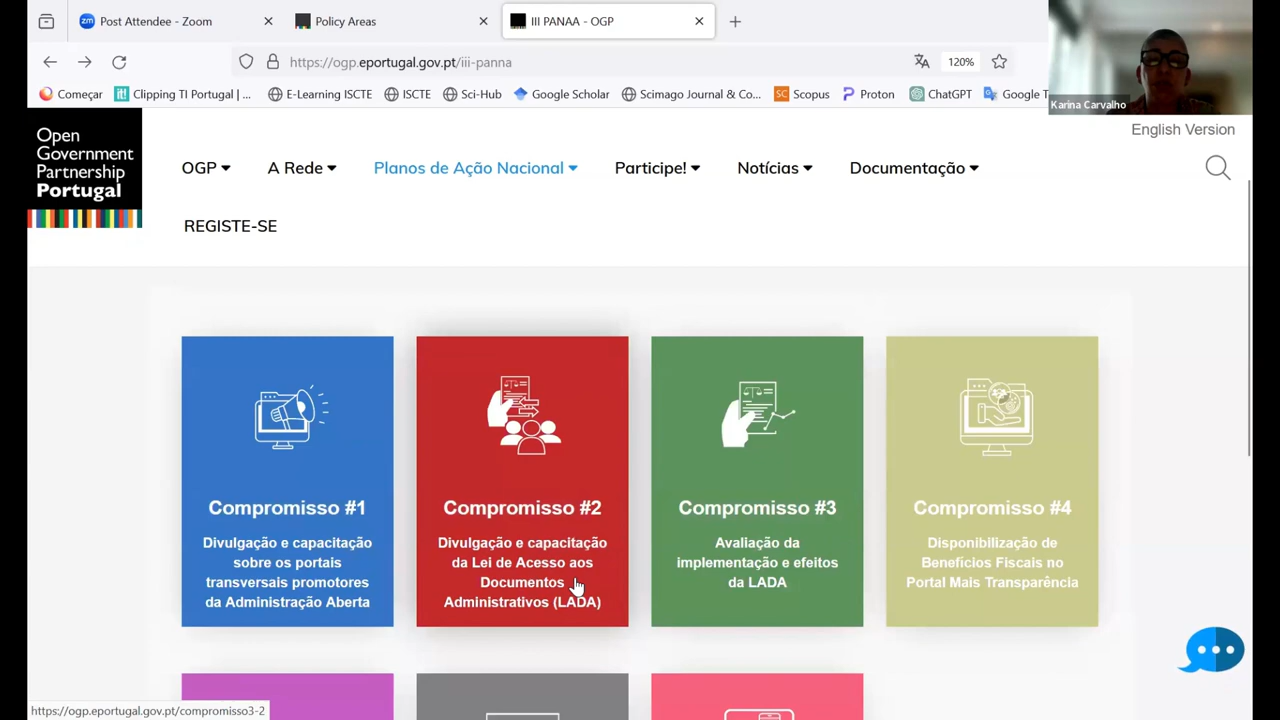 Post Attendee - Zoom
Policy Areas
III PANAA - OGP
https://ogp.eportugal.gov.pt/iii-panna
120%
Começar
Clipping TI Portugal | ...
E-Learning ISCTE
ISCTE
Sci-Hub
Google Scholar
Scimago Journal & Co...
Scopus
Proton
ChatGPT
Google T
Karina Carvalho
English Version
Open
Government
Partnership
Portugal
OGP
A Rede
Planos de Ação Nacional
Participe!
Notícias
Documentação
REGISTE-SE
Compromisso #1
Divulgação e capacitação
sobre os portais
transversais promotores
da Administração Aberta
Compromisso #2
Divulgação e capacitação
da Lei de Acesso aos
Documentos
Administrativos (LADA)
Compromisso #3
Avaliação da
implementação e efeitos
da LADA
Compromisso #4
Disponibilização de
Benefícios Fiscais no
Portal Mais Transparência
https://ogp.eportugal.gov.pt/compromisso3-2